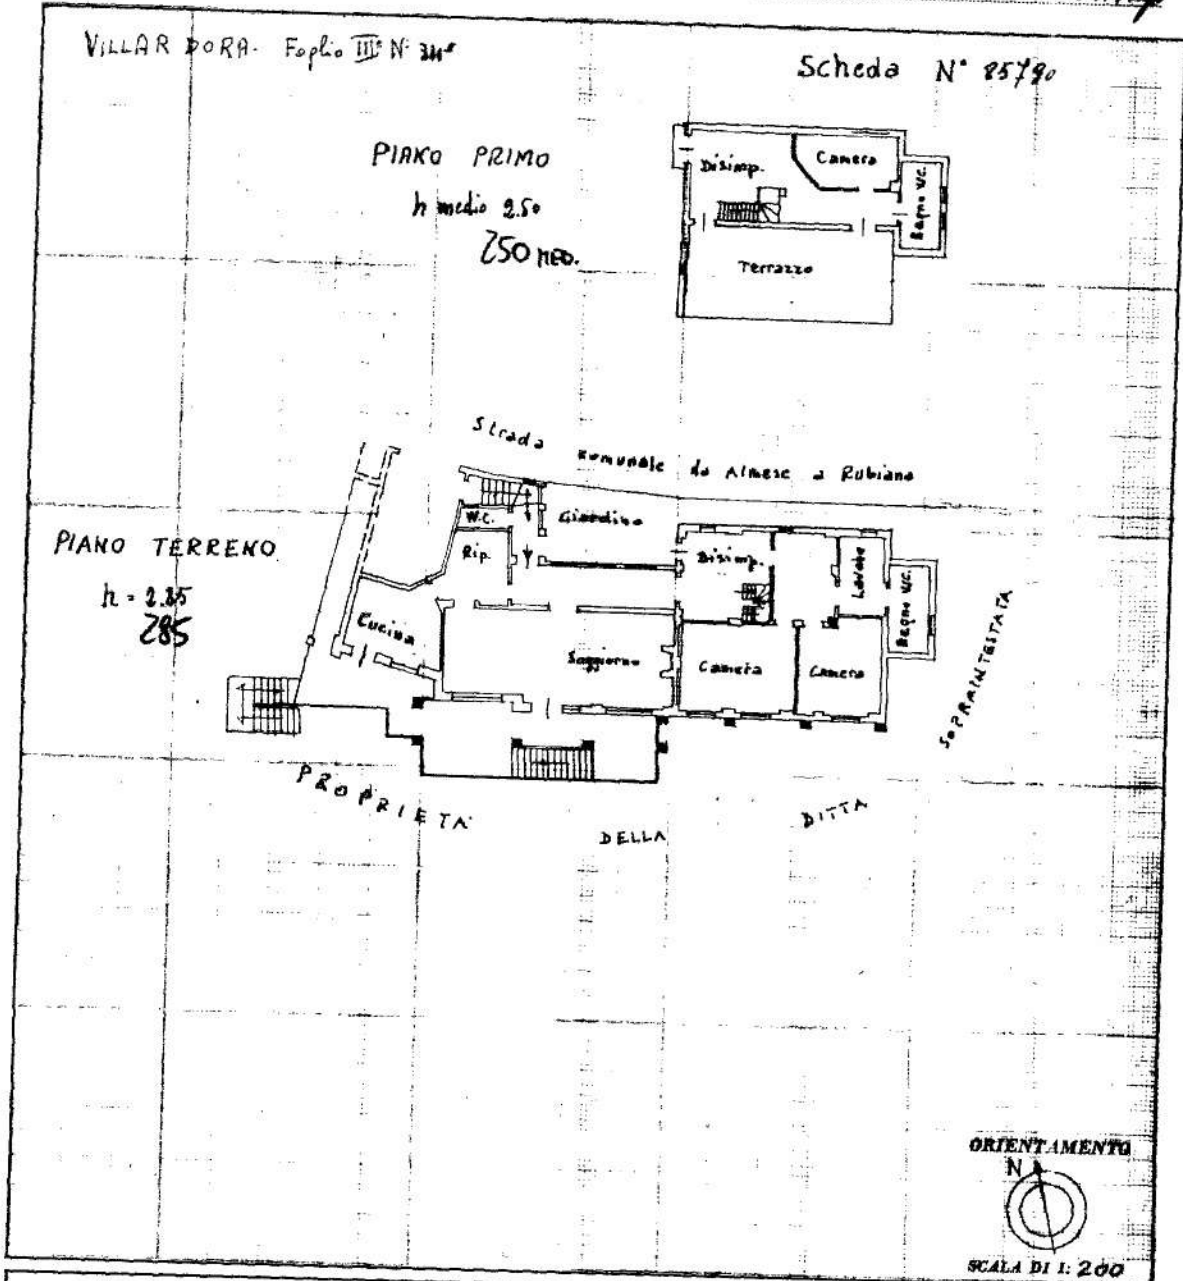 VILLAR DORA. Foglio III° N°
Scheda N° 85790
PIANO PRIMO
h medio 2.50
250 MED.
Disimp.
Camera
Bagno W.C.
Terrazzo
Strada comunale da Almese a Rubiana
PIANO TERRENO
h = 2.85
285
W.C.
Giardino
Rip.
Disimp.
Bagno W.C.
Cucina
Soggiorno
Camera
Camera
PROPRIETA' DELLA DITTA SOPRAINTESTATA
ORIENTAMENTO
N
SCALA DI 1: 200